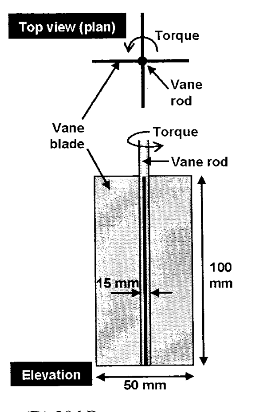 Top view (plan)
Torque
Vane
rod
Vane
blade
Torque
Vane rod
15 mm
100
mm
Elevation
50 mm